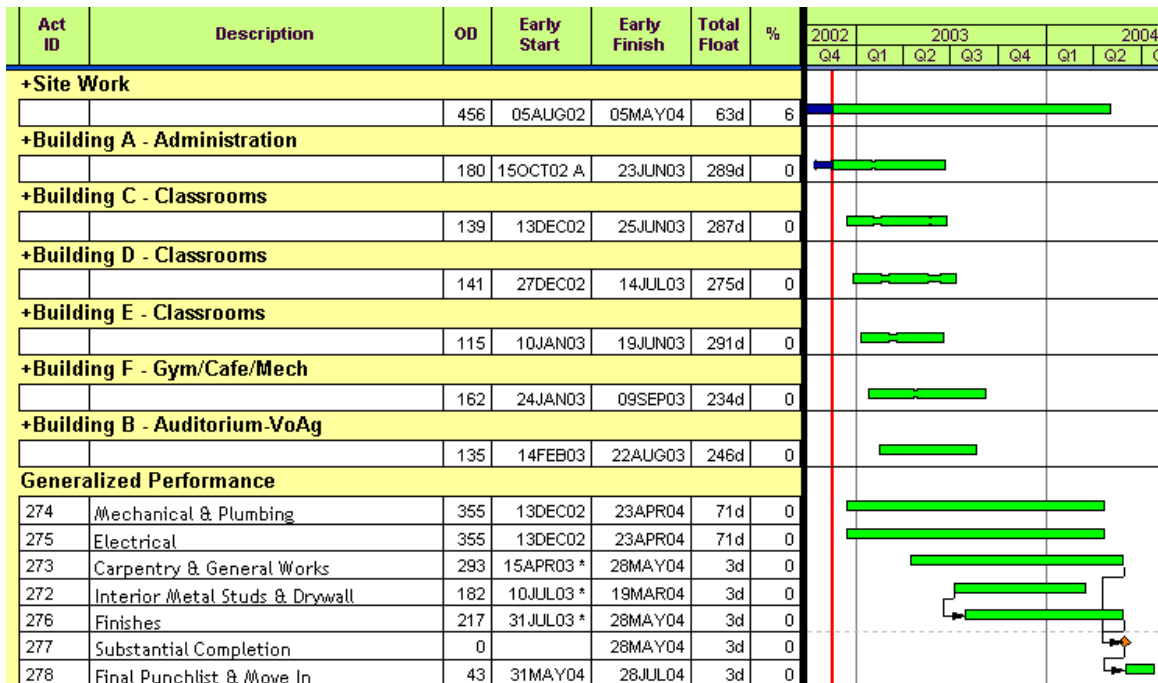 Act ID Description OD Early Start Early Finish Total Float % 2002 2003 2004
Q4 Q1 Q2 Q3 Q4 Q1 Q2
+Site Work
456 05AUG02 05MAY04 63d 6
+Building A - Administration
180 15OCT02 A 23JUN03 289d 0
+Building C - Classrooms
139 13DEC02 25JUN03 287d 0
+Building D - Classrooms
141 27DEC02 14JUL03 275d 0
+Building E - Classrooms
115 10JAN03 19JUN03 291d 0
+Building F - Gym/Cafe/Mech
162 24JAN03 09SEP03 234d 0
+Building B - Auditorium-VoAg
135 14FEB03 22AUG03 246d 0
Generalized Performance
274 Mechanical & Plumbing 355 13DEC02 23APR04 71d 0
275 Electrical 355 13DEC02 23APR04 71d 0
273 Carpentry & General Works 293 15APR03 * 28MAY04 3d 0
272 Interior Metal Studs & Drywall 182 10JUL03 * 19MAR04 3d 0
276 Finishes 217 31JUL03 * 28MAY04 3d 0
277 Substantial Completion 0 28MAY04 3d 0
278 Final Punchlist & Move In 43 31MAY04 28JUL04 3d 0